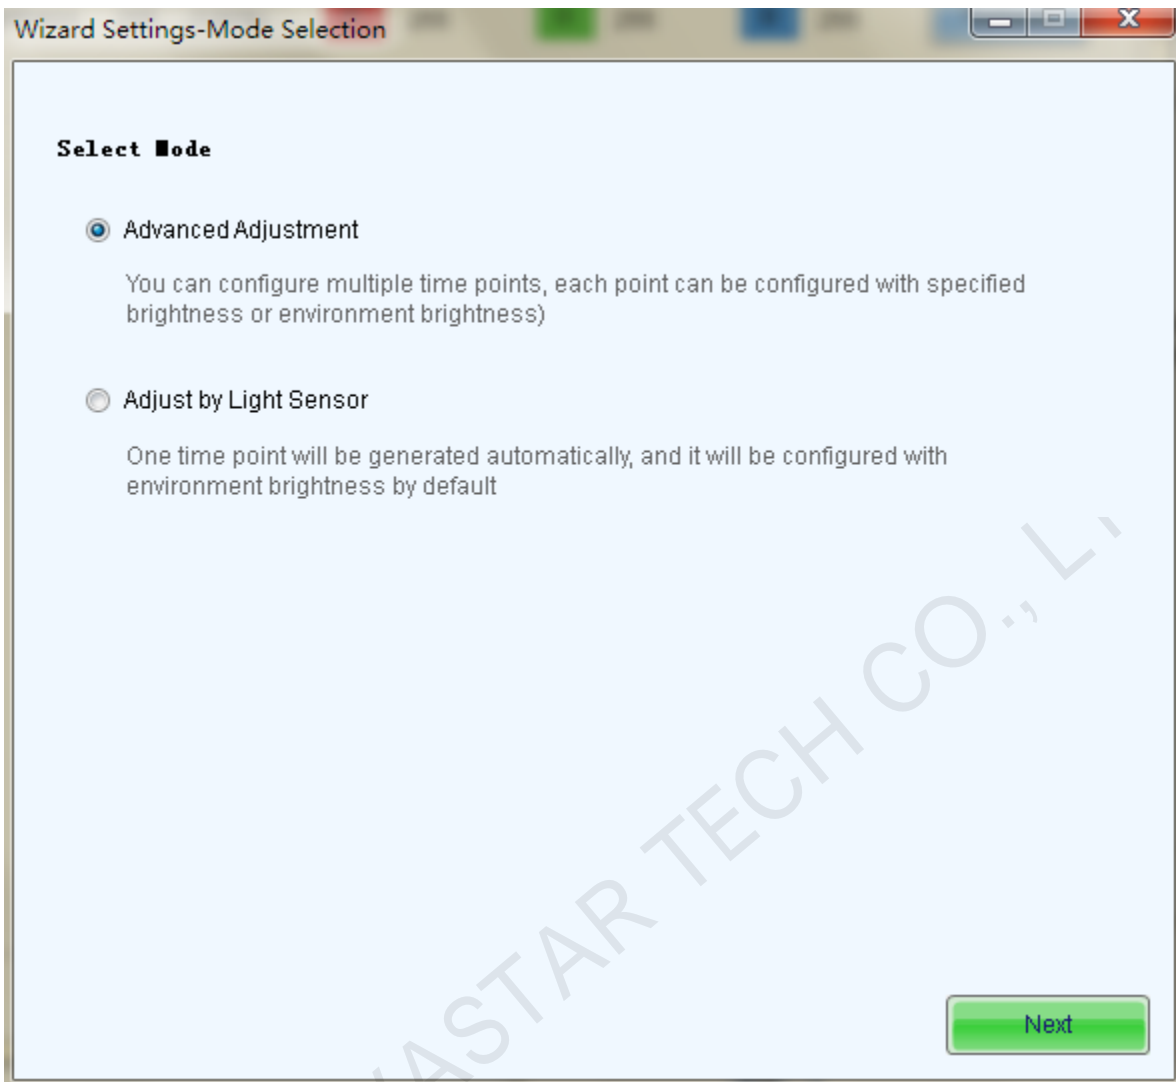 Wizard Settings-Mode Selection
Select Mode
Advanced Adjustment
You can configure multiple time points, each point can be configured with specified
brightness or environment brightness)
Adjust by Light Sensor
One time point will be generated automatically, and it will be configured with
environment brightness by default
TECH CO.,
Next